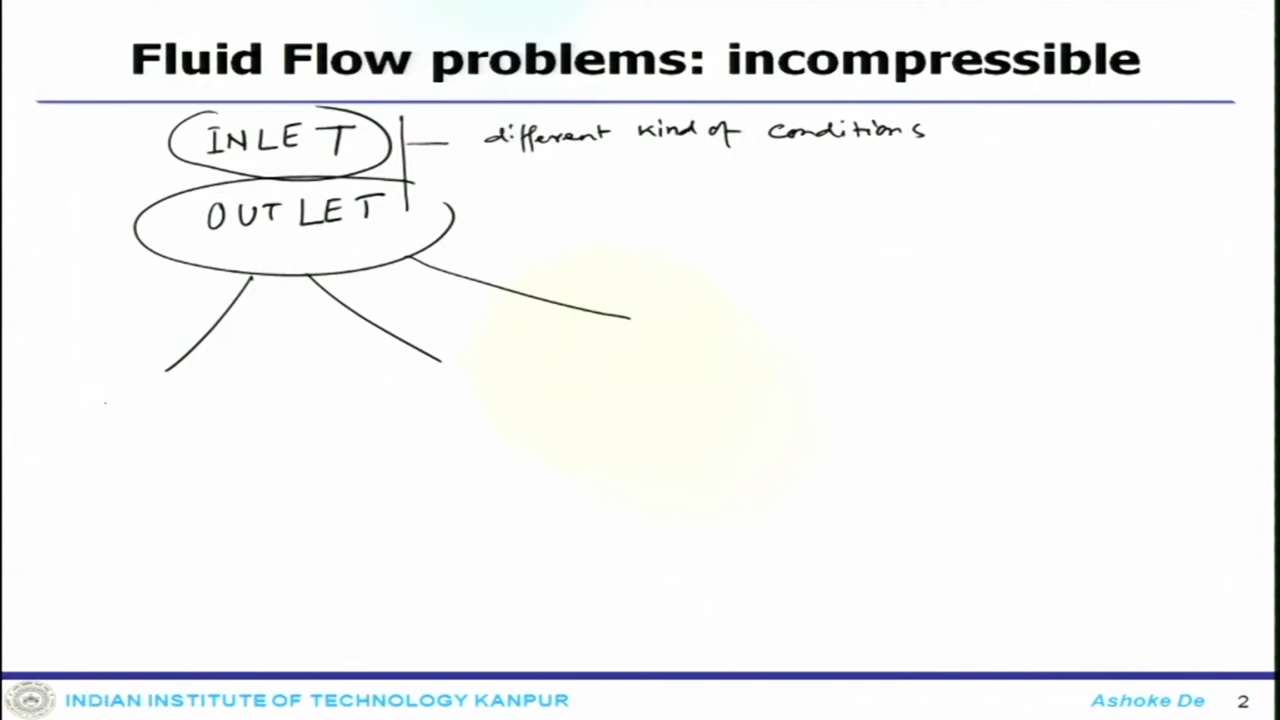 Fluid Flow problems: incompressible
INLET different kind of conditions
OUTLET
INDIAN INSTITUTE OF TECHNOLOGY KANPUR Ashoke De 2